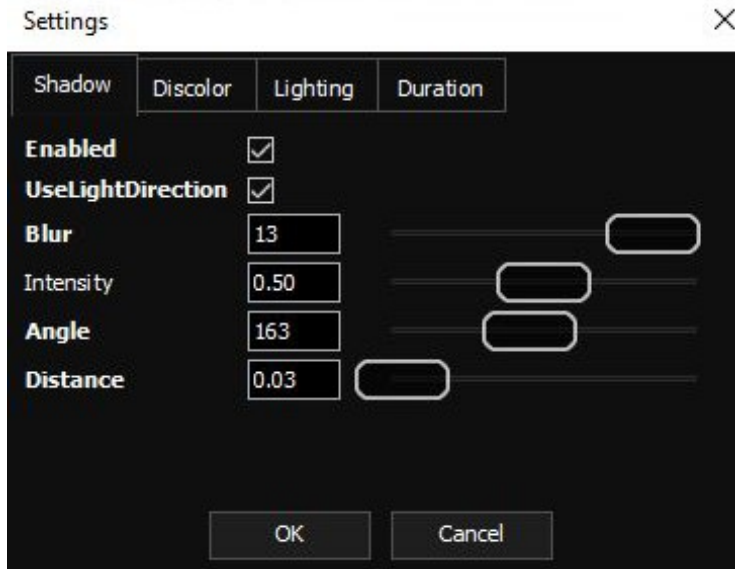 Settings
Shadow Discolor Lighting Duration
Enabled
UseLightDirection
Blur 13
Intensity 0.50
Angle 163
Distance 0.03
OK Cancel